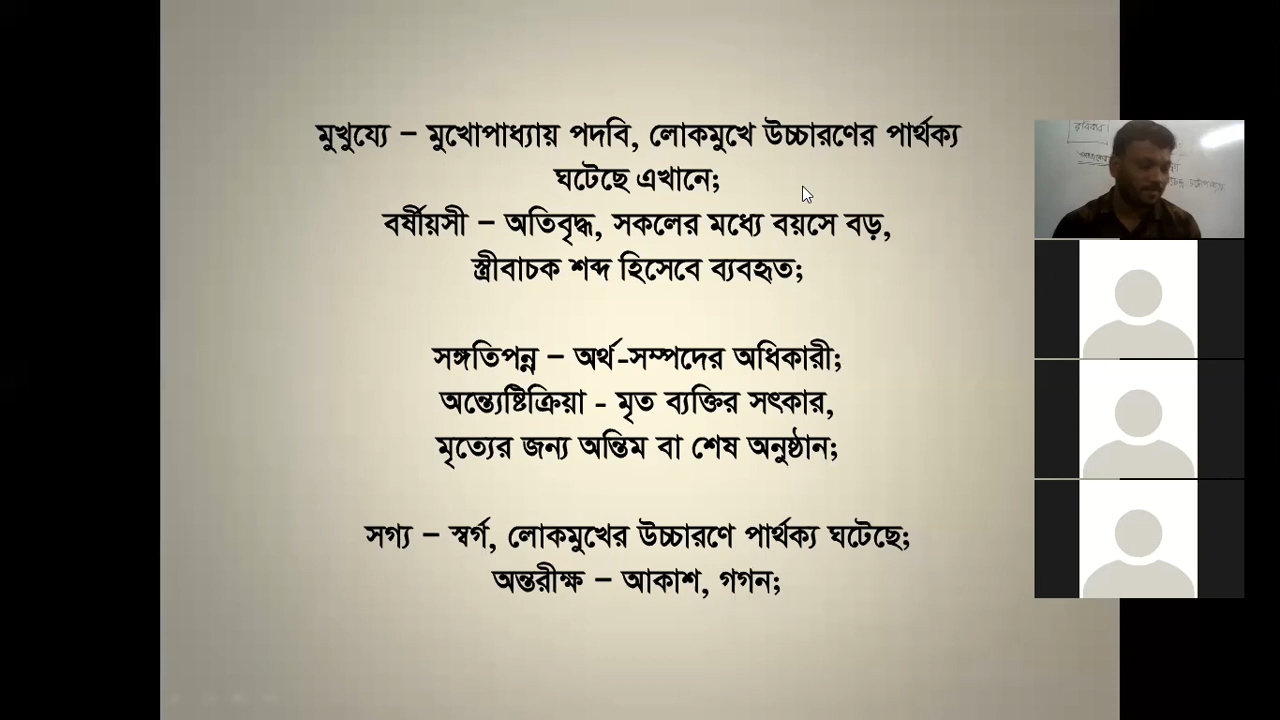 মুখুয্যে – মুখোপাধ্যায় পদবি, লোকমুখে উচ্চারণের পার্থক্য
ঘটেছে এখানে;
বর্ষীয়সী – অতিবৃদ্ধ, সকলের মধ্যে বয়সে বড়,
স্ত্রীবাচক শব্দ হিসেবে ব্যবহৃত;
সঙ্গতিপন্ন – অর্থ-সম্পদের অধিকারী;
অন্ত্যেষ্টিক্রিয়া - মৃত ব্যক্তির সৎকার,
মৃত্যের জন্য অন্তিম বা শেষ অনুষ্ঠান;
সগ্য – স্বর্গ, লোকমুখের উচ্চারণে পার্থক্য ঘটেছে;
অন্তরীক্ষ – আকাশ, গগন;